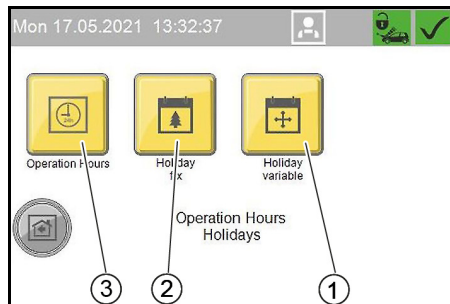 Mon 17.05.2021 13:32:37
24h
Operation Hours
Holiday
fix
Holiday
variable
Operation Hours
Holidays
3
2
1